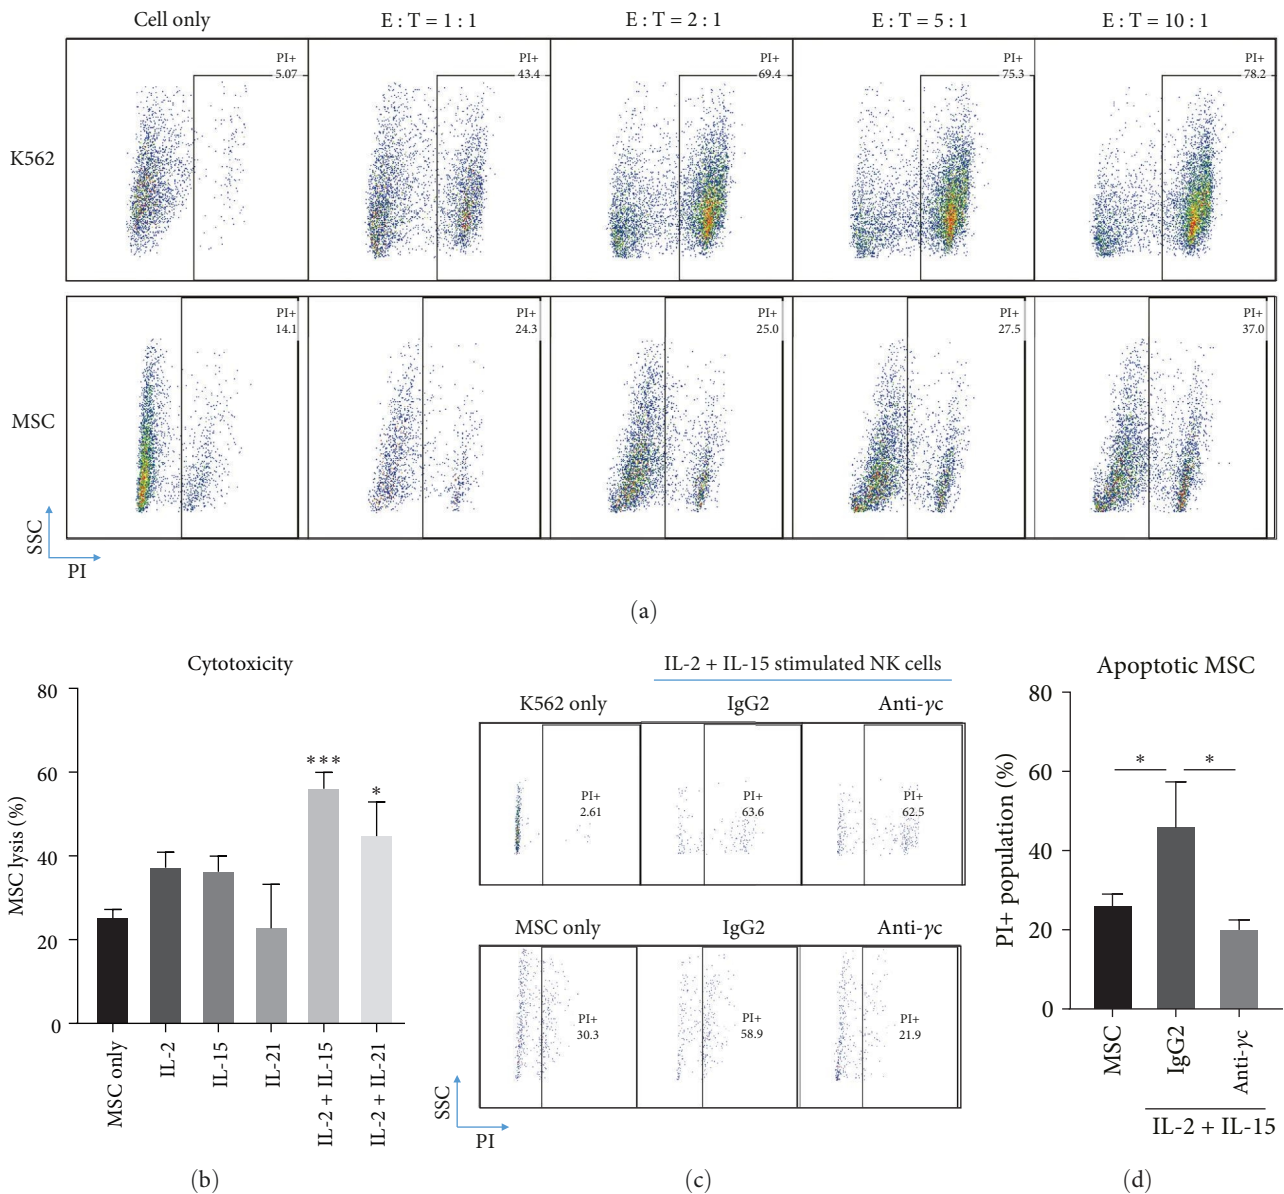 Cell only E : T = 1 : 1 E : T = 2 : 1 E : T = 5 : 1 E : T = 10 : 1
K562
PI+ PI+ PI+ PI+ PI+
5.07 43.4 69.4 75.3 78.2
MSC
PI+ PI+ PI+ PI+ PI+
14.1 24.3 25.0 27.5 37.0
SSC
PI
(a)
Cytotoxicity
MSC lysis (%)
80
60
40
20
0
***
*
MSC only
IL-2
IL-15
IL-21
IL-2 + IL-15
IL-2 + IL-21
(b)
IL-2 + IL-15 stimulated NK cells
K562 only IgG2 Anti-γc
PI+ PI+ PI+
2.61 63.6 62.5
MSC only IgG2 Anti-γc
PI+ PI+ PI+
30.3 58.9 21.9
SSC
PI
(c)
Apoptotic MSC
PI+ population (%)
80
60
40
20
0
* *
MSC
IgG2
Anti-γc
IL-2 + IL-15
(d)